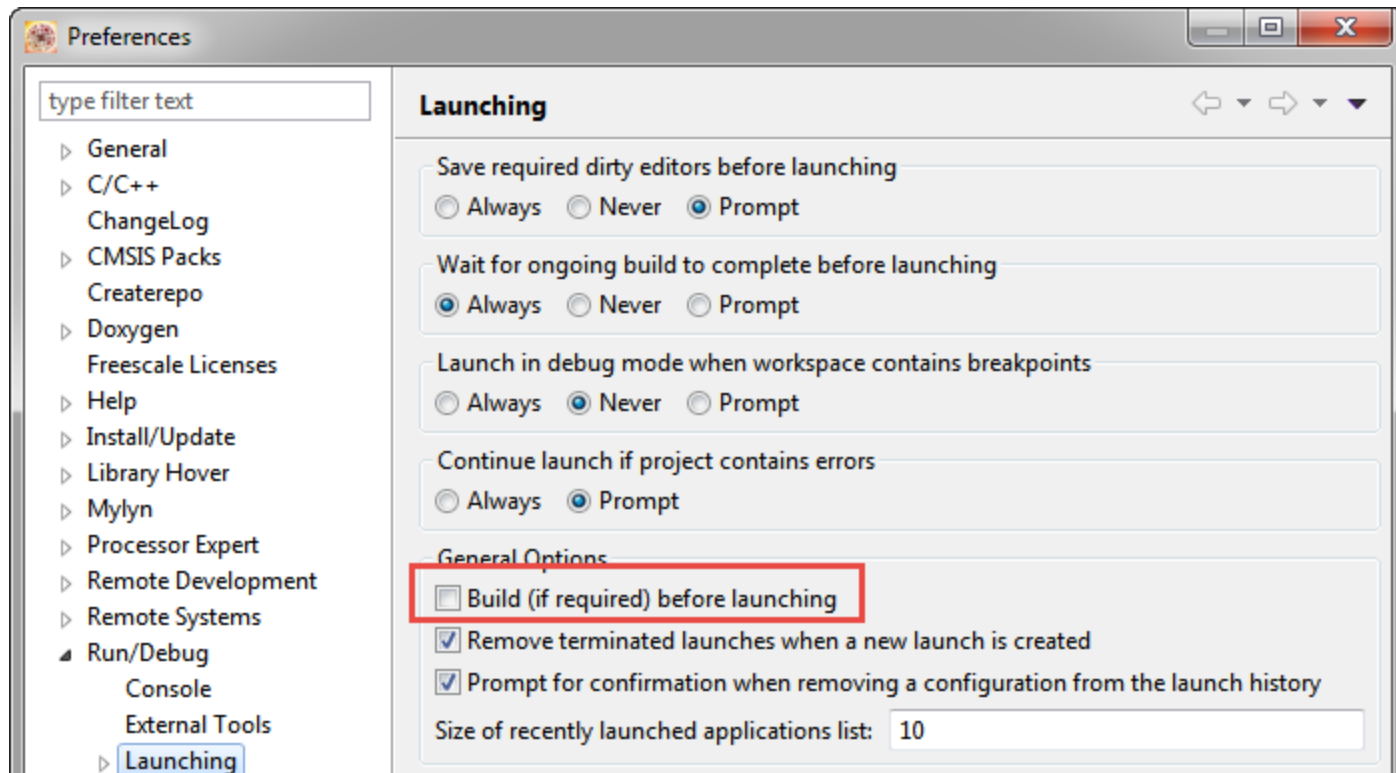 Preferences
type filter text
General
C/C++
ChangeLog
CMSIS Packs
Createrepo
Doxygen
Freescale Licenses
Help
Install/Update
Library Hover
Mylyn
Processor Expert
Remote Development
Remote Systems
Run/Debug
Console
External Tools
Launching
Launching
Save required dirty editors before launching
Always Never Prompt
Wait for ongoing build to complete before launching
Always Never Prompt
Launch in debug mode when workspace contains breakpoints
Always Never Prompt
Continue launch if project contains errors
Always Prompt
General Options
Build (if required) before launching
Remove terminated launches when a new launch is created
Prompt for confirmation when removing a configuration from the launch history
Size of recently launched applications list: 10